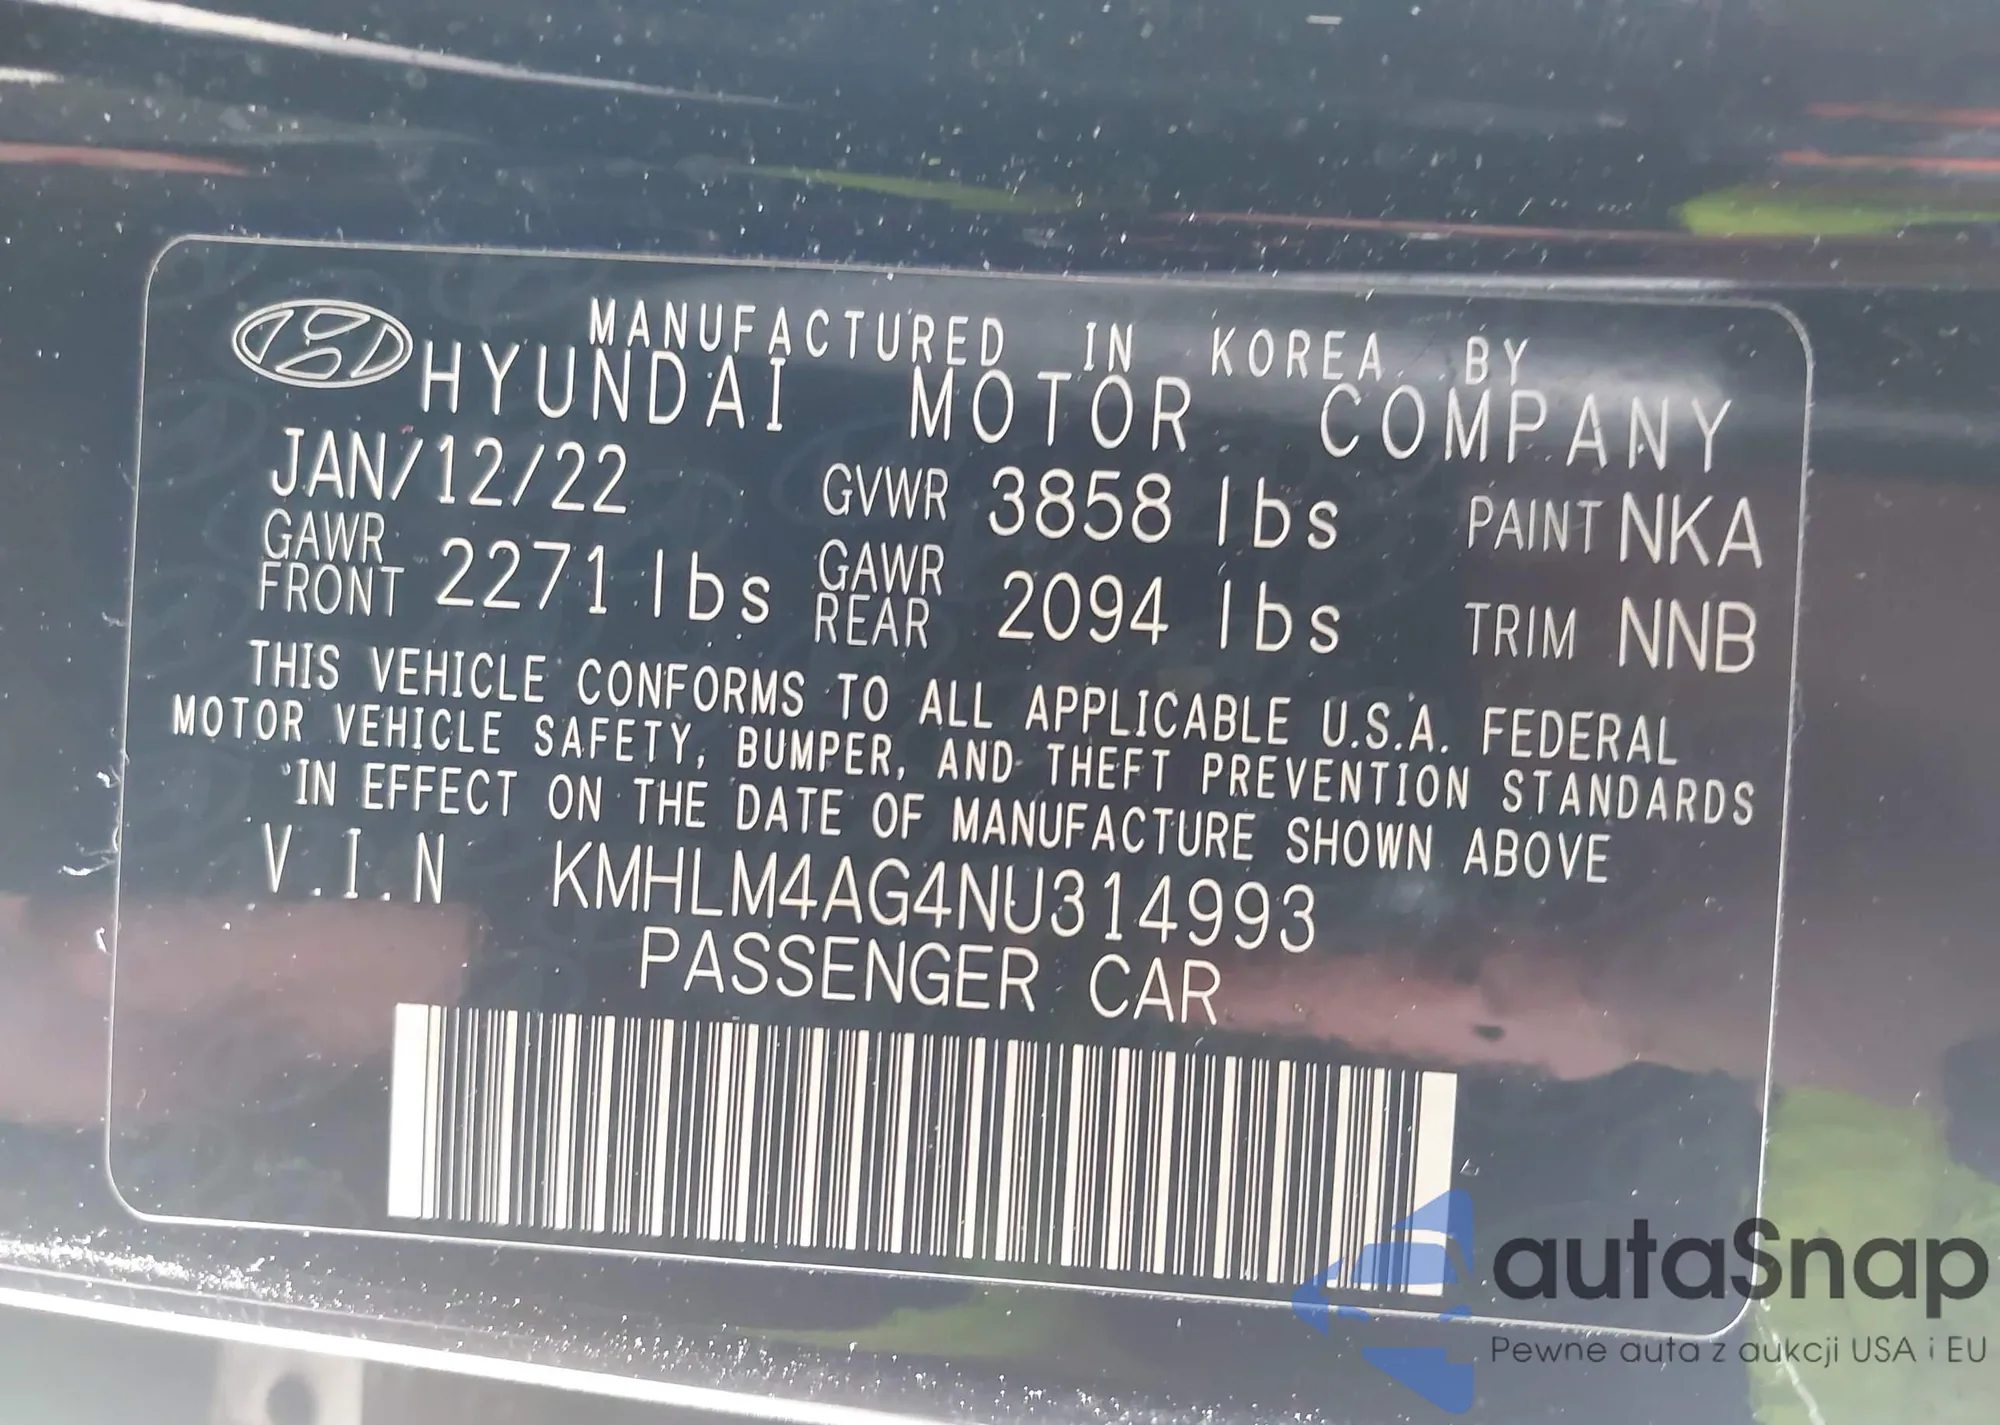 MANUFACTURED IN KOREA BY
HYUNDAI MOTOR COMPANY
JAN/12/22 GVWR 3858 lbs PAINT NKA
GAWR FRONT 2271 lbs GAWR REAR 2094 lbs TRIM NNB
THIS VEHICLE CONFORMS TO ALL APPLICABLE U.S.A. FEDERAL
MOTOR VEHICLE SAFETY, BUMPER, AND THEFT PREVENTION STANDARDS
IN EFFECT ON THE DATE OF MANUFACTURE SHOWN ABOVE
V.I.N KMHLM4AG4NU314993
PASSENGER CAR
autaSnap
Pewne auta z aukcji USA i EU